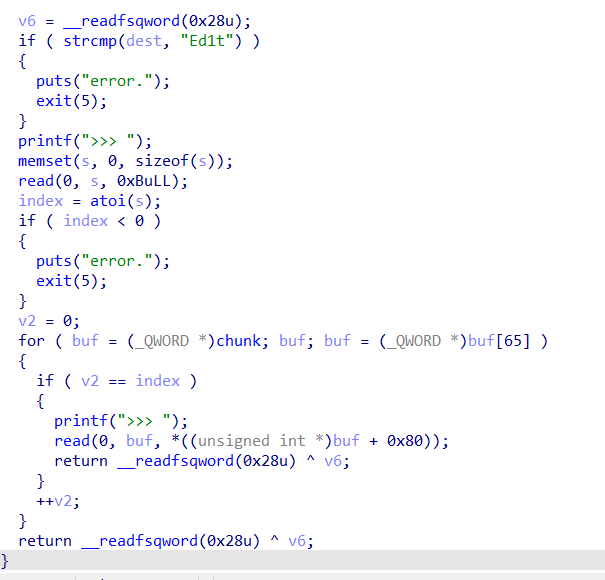 v6 = __readfsqword(0x28u);
if ( strcmp(dest, "Ed1t") )
{
puts("error.");
exit(5);
}
printf(">>> ");
memset(s, 0, sizeof(s));
read(0, s, 0xBuLL);
index = atoi(s);
if ( index < 0 )
{
puts("error.");
exit(5);
}
v2 = 0;
for ( buf = (_QWORD *)chunk; buf; buf = (_QWORD *)buf[65] )
{
if ( v2 == index )
{
printf(">>> ");
read(0, buf, *((unsigned int *)buf + 0x80));
return __readfsqword(0x28u) ^ v6;
}
++v2;
}
return __readfsqword(0x28u) ^ v6;
}